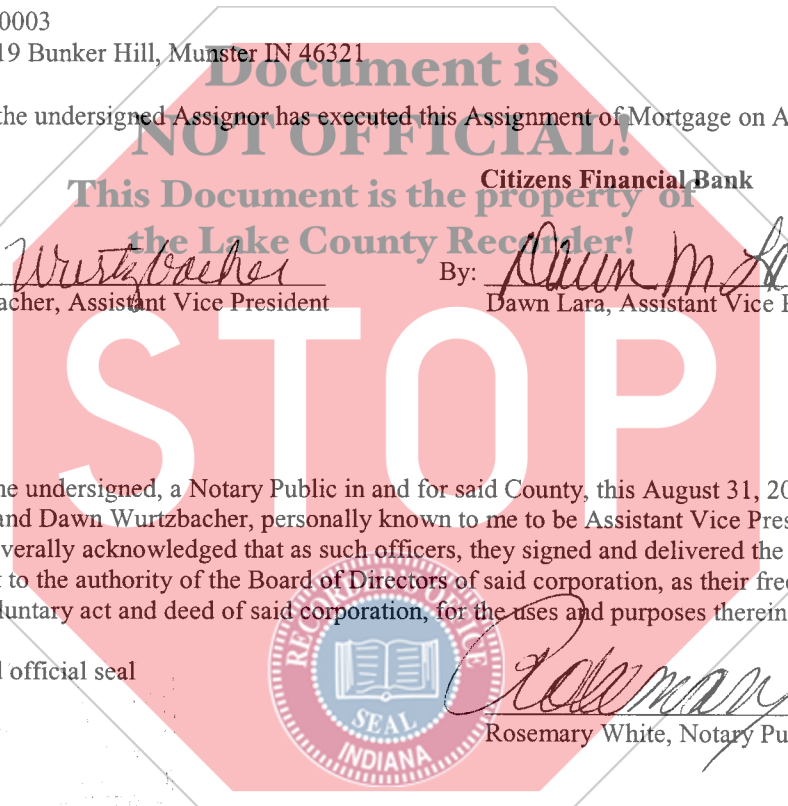 0003
19 Bunker Hill, Munster IN 46321
Document is
the undersigned Assignor has executed this Assignment of Mortgage on A
NOT OFFICIAL!
Citizens Financial Bank
This Document is the property of
the Lake County Recorder!
Wurtzbacher By: Dawn M La
acher, Assistant Vice President Dawn Lara, Assistant Vice
STOP
he undersigned, a Notary Public in and for said County, this August 31, 20
and Dawn Wurtzbacher, personally known to me to be Assistant Vice Pres
verally acknowledged that as such officers, they signed and delivered the
t to the authority of the Board of Directors of said corporation, as their free
luntary act and deed of said corporation, for the uses and purposes therein
RECORDER'S OFFICE
l official seal
Rosemary
SEAL
INDIANA
Rosemary White, Notary Pu